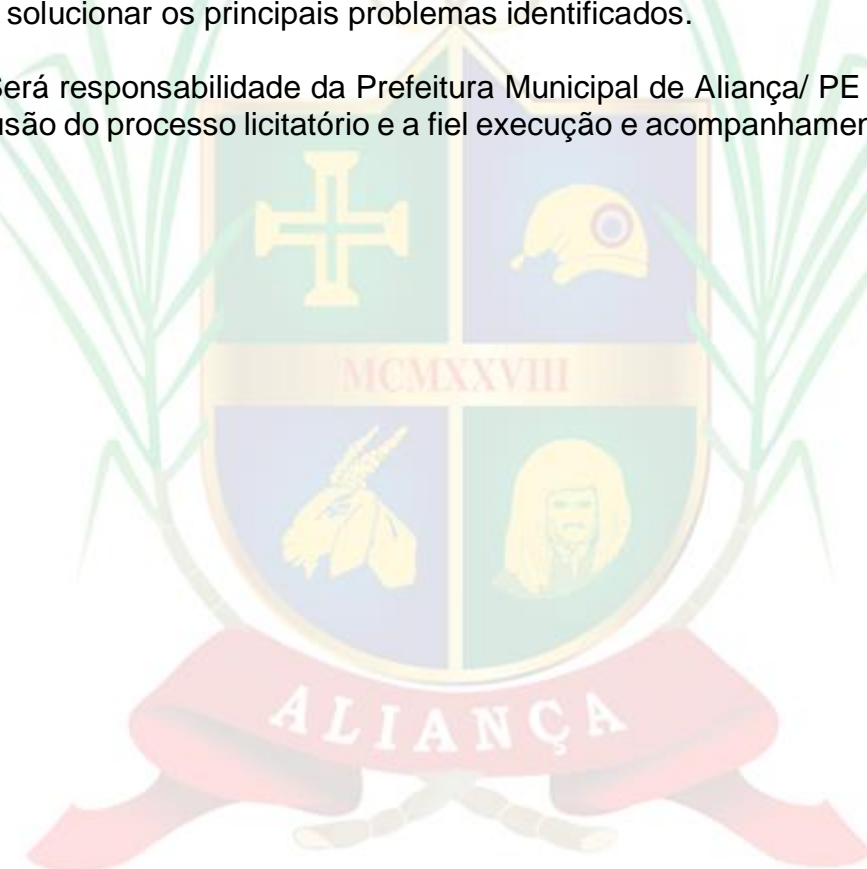 solucionar os principais problemas identificados.
Será responsabilidade da Prefeitura Municipal de Aliança/ PE
usão do processo licitatório e a fiel execução e acompanhamen
MCMXXVIII
ALIANÇA